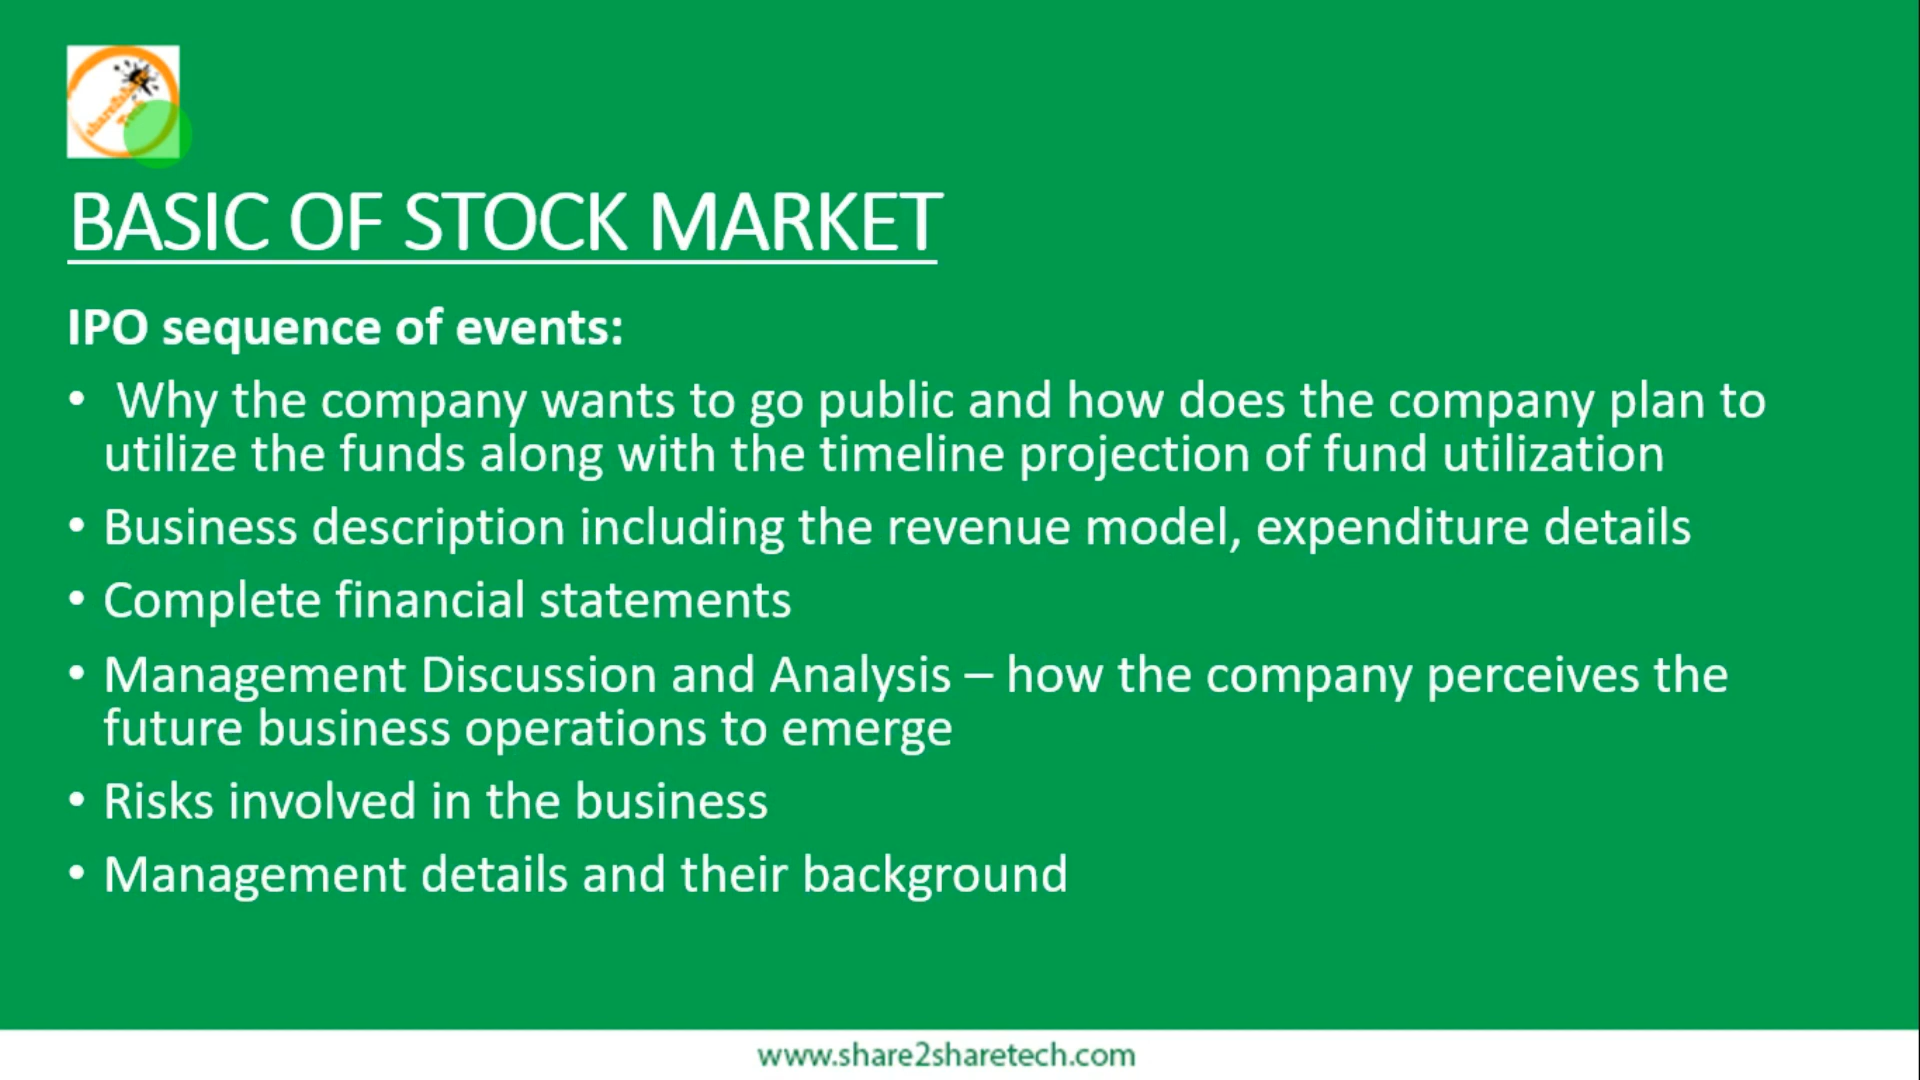 BASIC OF STOCK MARKET
IPO sequence of events:
• Why the company wants to go public and how does the company plan to
utilize the funds along with the timeline projection of fund utilization
• Business description including the revenue model, expenditure details
• Complete financial statements
• Management Discussion and Analysis – how the company perceives the
future business operations to emerge
• Risks involved in the business
• Management details and their background
www.share2sharetech.com